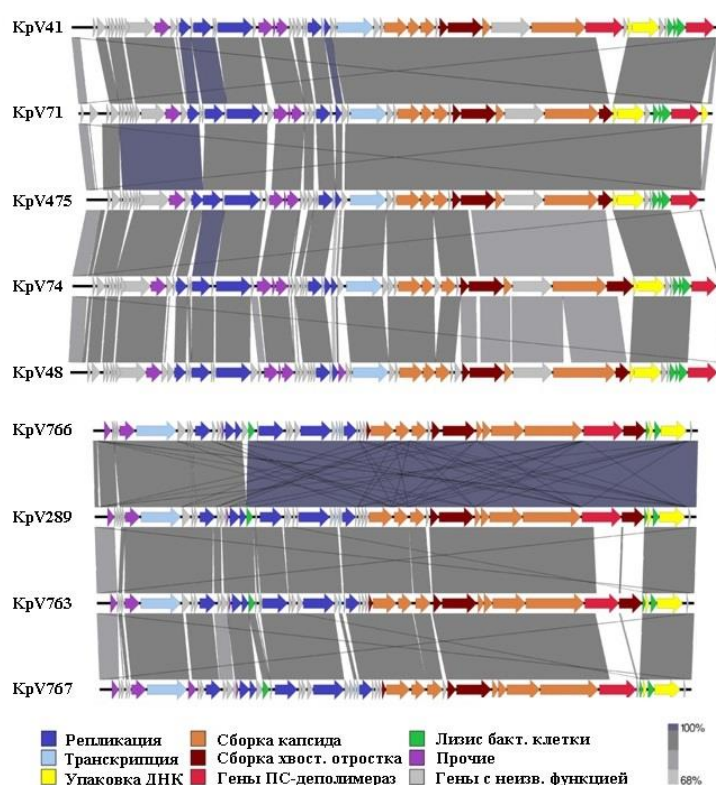 KpV41
KpV71
KpV475
KpV74
KpV48
KpV766
KpV289
KpV763
KpV767
Репликация
Сборка капсида
Лизис бакт. клетки
Транскрипция
Сборка хвост. отростка
Прочие
Упаковка ДНК
Гены ПС-деполимераз
Гены с неизв. функцией
100%
68%